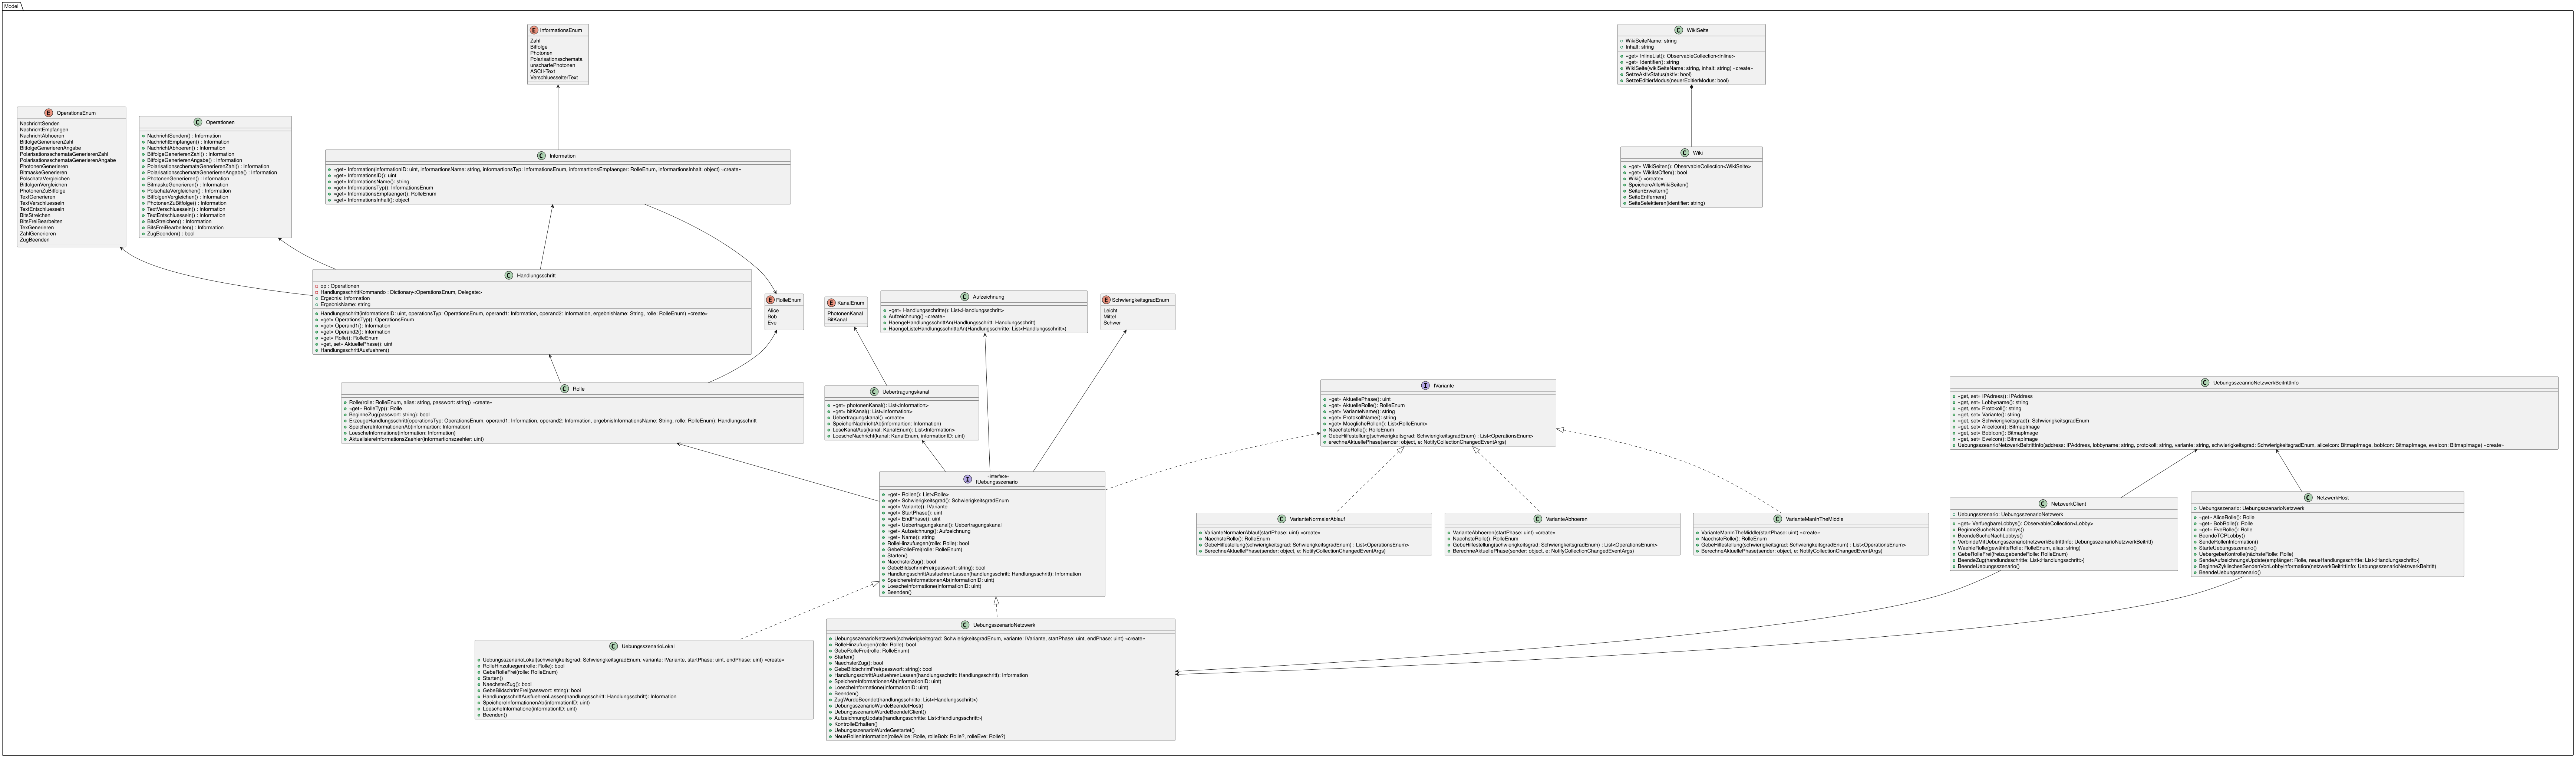 Model
InformationsEnum
Zahl
Bitfolge
Photonen
Polarisationsschemata
unscharfePhotonen
ASCII-Text
VerschluesselterText
WikiSeite
WikiSeiteName: string
Inhalt: string
«get» InlineList(): ObservableCollection<Inline>
«get» Identifier(): string
WikiSeite(wikiSeiteName: string, inhalt: string) «create»
SetzeAktivStatus(aktiv: bool)
SetzeEditierModus(neuerEditierModus: bool)
OperationsEnum
NachrichtSenden
NachrichtEmpfangen
NachrichtAbhoeren
BitfolgeGenerierenZahl
BitfolgeGenerierenAngabe
PolarisationsschemataGenerierenZahl
PolarisationsschemataGenerierenAngabe
PhotonenGenerieren
BitmaskeGenerieren
PolschataVergleichen
BitfolgenVergleichen
PhotonenZuBitfolge
TextGenerieren
TextVerschluesseln
TextEntschluesseln
BitsStreichen
BitsFreiBearbeiten
TexGenerieren
ZahlGenerieren
ZugBeenden
Operationen
NachrichtSenden() : Information
NachrichtEmpfangen() : Information
NachrichtAbhoeren() : Information
BitfolgeGenerierenZahl() : Information
BitfolgeGenerierenAngabe() : Information
PolarisationsschemataGenerierenZahl() : Information
PolarisationsschemataGenerierenAngabe() : Information
PhotonenGenerieren() : Information
BitmaskeGenerieren() : Information
PolschataVergleichen() : Information
BitfolgenVergleichen() : Information
PhotonenZuBitfolge() : Information
TextVerschluesseln() : Information
TextEntschluesseln() : Information
BitsStreichen() : Information
BitsFreiBearbeiten() : Information
ZugBeenden() : bool
Information
«get» Information(informationID: uint, informartionsName: string, informartionsTyp: InformationsEnum, informartionsEmpfaenger: RolleEnum, informartionsInhalt: object) «create»
«get» InformationsID(): uint
«get» InformationsName(): string
«get» InformationsTyp(): InformationsEnum
«get» InformationsEmpfaenger(): RolleEnum
«get» InformationsInhalt(): object
Wiki
«get» WikiSeiten(): ObservableCollection<WikiSeite>
«get» WikiIstOffen(): bool
Wiki() «create»
SpeichereAlleWikiSeiten()
SeitenErweitern()
SeiteEntfernen()
SeiteSelektieren(identifier: string)
Handlungsschritt
op : Operationen
HandlungsschrittKommando : Dictionary<OperationsEnum, Delegate>
Ergebnis: Information
ErgebnisName: string
Handlungsschritt(informationsID: uint, operationsTyp: OperationsEnum, operand1: Information, operand2: Information, ergebnisName: String, rolle: RolleEnum) «create»
«get» OperationsTyp(): OperationsEnum
«get» Operand1(): Information
«get» Operand2(): Information
«get» Rolle(): RolleEnum
«get, set» AktuellePhase(): uint
HandlungsschrittAusfuehren()
RolleEnum
Alice
Bob
Eve
KanalEnum
PhotonenKanal
BitKanal
Aufzeichnung
«get» Handlungsschritte(): List<Handlungsschritt>
Aufzeichnung() «create»
HaengeHandlungsschrittAn(Handlungsschritt: Handlungsschritt)
HaengeListeHandlungsschritteAn(Handlungsschritte: List<Handlungsschritt>)
SchwierigkeitsgradEnum
Leicht
Mittel
Schwer
Rolle
Rolle(rolle: RolleEnum, alias: string, passwort: string) «create»
«get» RolleTyp(): Rolle
BeginneZug(passwort: string): bool
ErzeugeHandlungsschritt(operationsTyp: OperationsEnum, operand1: Information, operand2: Information, ergebnisInformationsName: String, rolle: RolleEnum): Handlungsschritt
SpeichereInformationenAb(informartion: Information)
LoescheInformation(information: Information)
AktualisiereInformationsZaehler(informartionszaehler: uint)
Uebertragungskanal
«get» photonenKanal(): List<Information>
«get» bitKanal(): List<Information>
Uebertragungskanal() «create»
SpeicherNachrichtAb(informartion: Information)
LeseKanalAus(kanal: KanalEnum): List<Information>
LoescheNachricht(kanal: KanalEnum, informationID: uint)
IVariante
«get» AktuellePhase(): uint
«get» AktuelleRolle(): RolleEnum
«get» VarianteName(): string
«get» ProtokollName(): string
«get» MoeglicheRollen(): List<RolleEnum>
NaechsteRolle(): RolleEnum
GebeHilfestellung(schwierigkeitsgrad: SchwierigkeitsgradEnum) : List<OperationsEnum>
erechneAktuellePhase(sender: object, e: NotifyCollectionChangedEventArgs)
UebungsszeanrioNetzwerkBeitrittInfo
«get, set» IPAdress(): IPAddress
«get, set» Lobbyname(): string
«get, set» Protokoll(): string
«get, set» Variante(): string
«get, set» Schwierigkeitsgrad(): SchwierigkeitsgradEnum
«get, set» AliceIcon(): BitmapImage
«get, set» BobIcon(): BitmapImage
«get, set» EveIcon(): BitmapImage
UebungsszeanrioNetzwerkBeitrittInfo(address: IPAddress, lobbyname: string, protokoll: string, variante: string, schwierigkeitsgrad: SchwierigkeitsgradEnum, aliceIcon: BitmapImage, bobIcon: BitmapImage, eveIcon: BitmapImage) «create»
«interface»
IUebungsszenario
«get» Rollen(): List<Rolle>
«get» Schwierigkeitsgrad(): SchwierigkeitsgradEnum
«get» Variante(): IVariante
«get» StartPhase(): uint
«get» EndPhase(): uint
«get» Uebertragungskanal(): Uebertragungskanal
«get» Aufzeichnung(): Aufzeichnung
«get» Name(): string
RolleHinzufuegen(rolle: Rolle): bool
GebeRolleFrei(rolle: RolleEnum)
Starten()
NaechsterZug(): bool
GebeBildschrimFrei(passwort: string): bool
HandlungsschrittAusfuehrenLassen(handlungsschritt: Handlungsschritt): Information
SpeichereInformationenAb(informationID: uint)
LoescheInformatione(informationID: uint)
Beenden()
VarianteNormalerAblauf
VarianteNormalerAblauf(startPhase: uint) «create»
NaechsteRolle(): RolleEnum
GebeHilfestellung(schwierigkeitsgrad: SchwierigkeitsgradEnum) : List<OperationsEnum>
BerechneAktuellePhase(sender: object, e: NotifyCollectionChangedEventArgs)
VarianteAbhoeren
VarianteAbhoeren(startPhase: uint) «create»
NaechsteRolle(): RolleEnum
GebeHilfestellung(schwierigkeitsgrad: SchwierigkeitsgradEnum) : List<OperationsEnum>
BerechneAktuellePhase(sender: object, e: NotifyCollectionChangedEventArgs)
VarianteManInTheMiddle
VarianteManInTheMiddle(startPhase: uint) «create»
NaechsteRolle(): RolleEnum
GebeHilfestellung(schwierigkeitsgrad: SchwierigkeitsgradEnum) : List<OperationsEnum>
BerechneAktuellePhase(sender: object, e: NotifyCollectionChangedEventArgs)
NetzwerkClient
Uebungsszenario: UebungsszenarioNetzwerk
«get» VerfuegbareLobbys(): ObservableCollection<Lobby>
BeginneSucheNachLobbys()
BeendeSucheNachLobbys()
VerbindeMitUebungsszenario(netzwerkBeitrittInfo: UebungsszenarioNetzwerkBeitritt)
WaehleRolle(gewählteRolle: RolleEnum, alias: string)
GebeRolleFrei(freizugebendeRolle: RolleEnum)
BeendeZug(handlundsschritte: List<Handlungsschritt>)
BeendeUebungsszenario()
NetzwerkHost
Uebungsszenario: UebungsszenarioNetzwerk
«get» AliceRolle(): Rolle
«get» BobRolle(): Rolle
«get» EveRolle(): Rolle
BeendeTCPLobby()
SendeRollenInformation()
StarteUebungsszenario()
UebergebeKontrolle(nächsteRolle: Rolle)
SendeAufzeichnungsUpdate(empfänger: Rolle, neueHandlungsschritte: List<Handlungsschritt>)
BeginneZyklischesSendenVonLobbyinformation(netzwerkBeitrittInfo: UebungsszenarioNetzwerkBeitritt)
BeendeUebungsszenario()
UebungsszenarioLokal
UebungsszenarioLokal(schwierigkeitsgrad: SchwierigkeitsgradEnum, variante: IVariante, startPhase: uint, endPhase: uint) «create»
RolleHinzufuegen(rolle: Rolle): bool
GebeRolleFrei(rolle: RolleEnum)
Starten()
NaechsterZug(): bool
GebeBildschrimFrei(passwort: string): bool
HandlungsschrittAusfuehrenLassen(handlungsschritt: Handlungsschritt): Information
SpeichereInformationenAb(informationID: uint)
LoescheInformatione(informationID: uint)
Beenden()
UebungsszenarioNetzwerk
UebungsszenarioNetzwerk(schwierigkeitsgrad: SchwierigkeitsgradEnum, variante: IVariante, startPhase: uint, endPhase: uint) «create»
RolleHinzufuegen(rolle: Rolle): bool
GebeRolleFrei(rolle: RolleEnum)
Starten()
NaechsterZug(): bool
GebeBildschrimFrei(passwort: string): bool
HandlungsschrittAusfuehrenLassen(handlungsschritt: Handlungsschritt): Information
SpeichereInformationenAb(informationID: uint)
LoescheInformatione(informationID: uint)
Beenden()
ZugWurdeBeendet(handlungsschritte: List<Handlungsschritt>)
UebungsszenarioWurdeBeendetHost()
UebungsszenarioWurdeBeendetClient()
AufzeichnungUpdate(handlungsschritte: List<Handlungsschritt>)
KontrolleErhalten()
UebungsszenarioWurdeGestartet()
NeueRollenInformation(rolleAlice: Rolle, rolleBob: Rolle?, rolleEve: Rolle?)